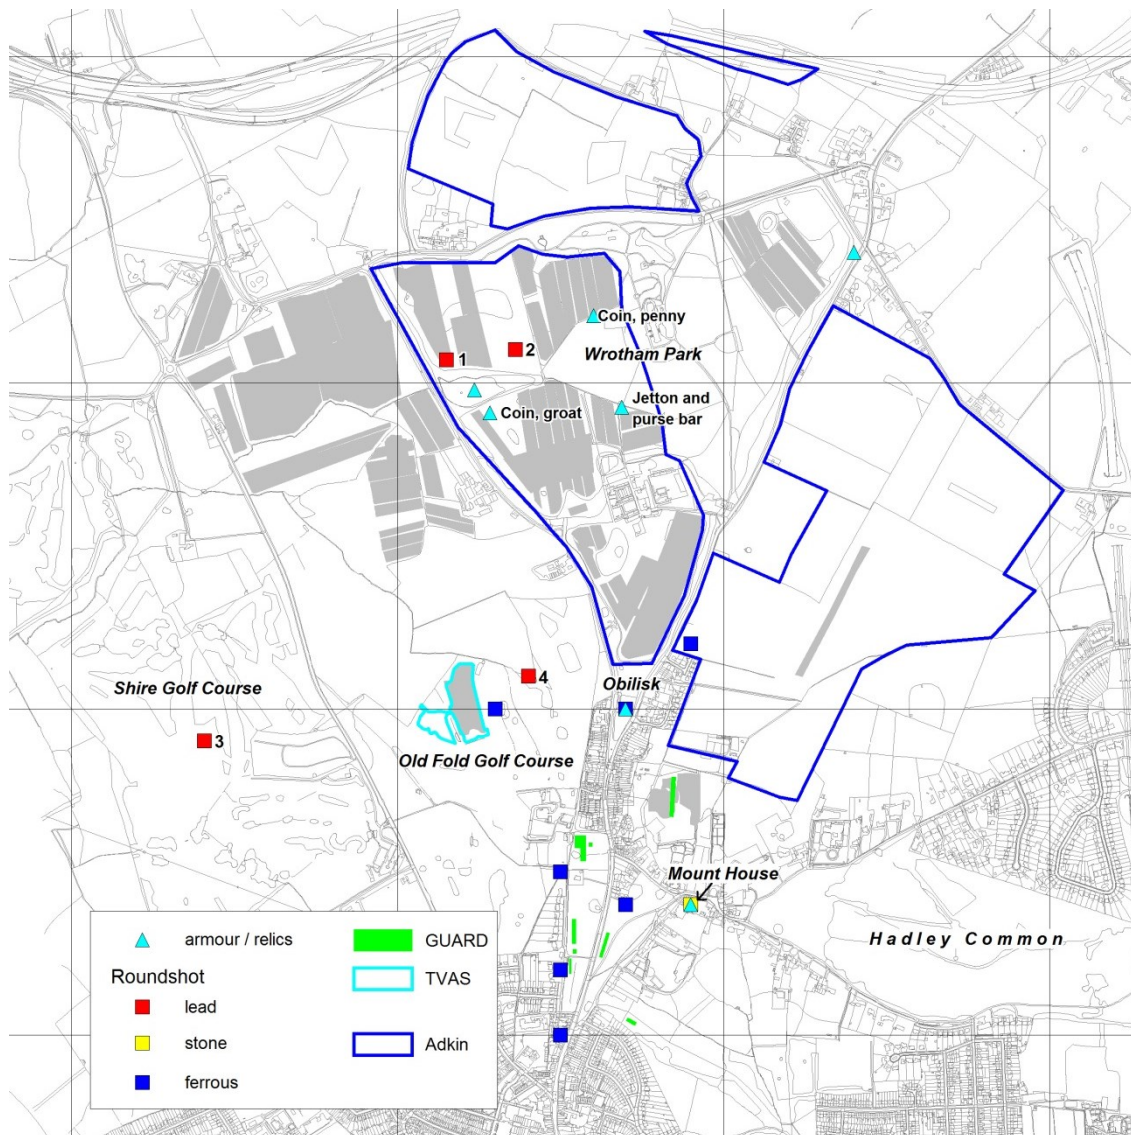 Coin, penny
Wrotham Park
1
2
Coin, groat
Jetton and
purse bar
4
Shire Golf Course
3
Obilisk
Old Fold Golf Course
Mount House
Hadley Common
armour / relics
Roundshot
lead
stone
ferrous
GUARD
TVAS
Adkin